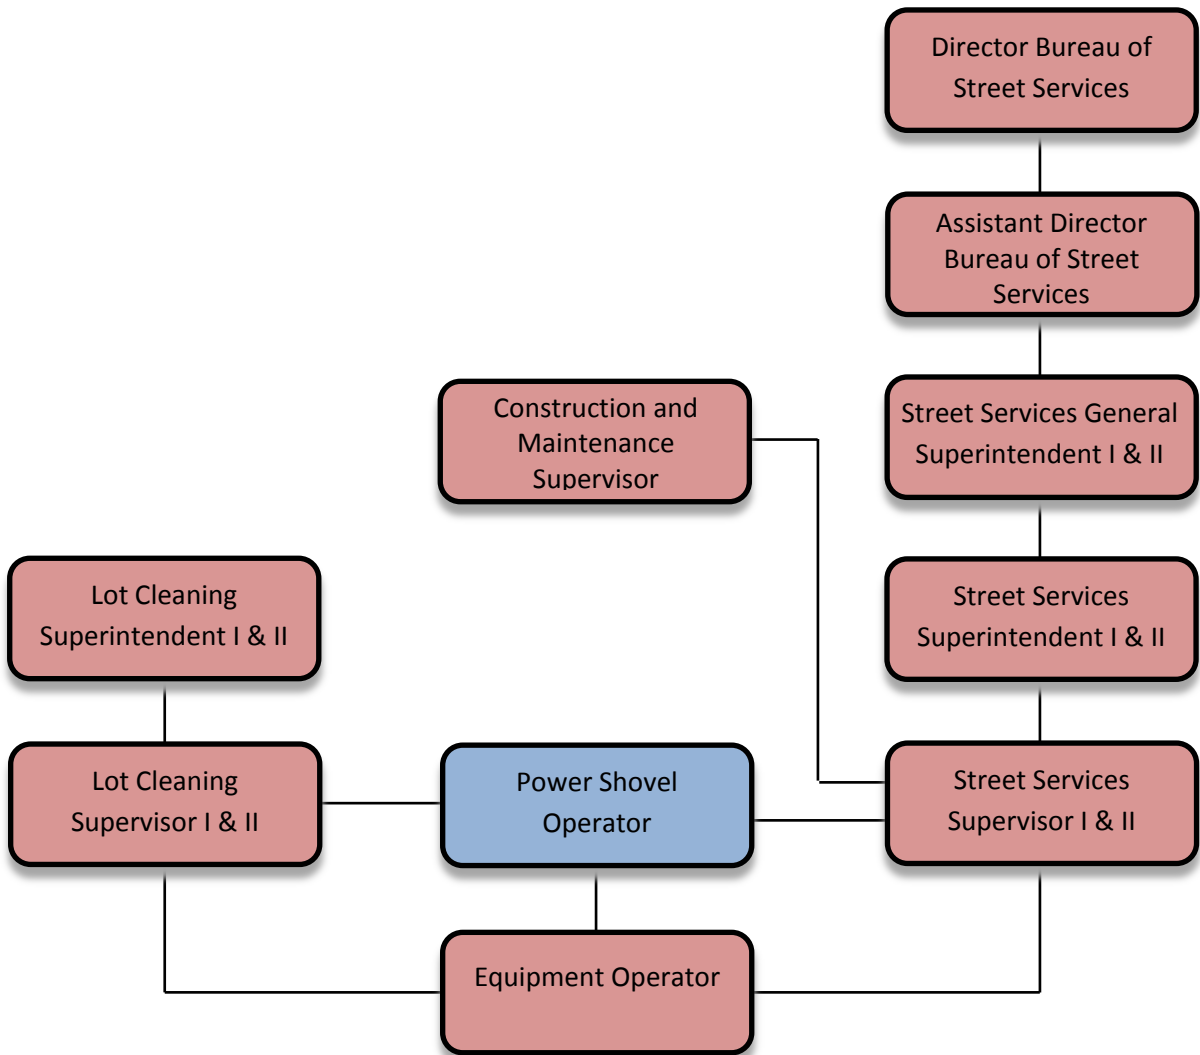 Director Bureau of
Street Services
Assistant Director
Bureau of Street
Services
Construction and
Maintenance
Supervisor
Street Services General
Superintendent I & II
Lot Cleaning
Superintendent I & II
Street Services
Superintendent I & II
Lot Cleaning
Supervisor I & II
Power Shovel
Operator
Street Services
Supervisor I & II
Equipment Operator